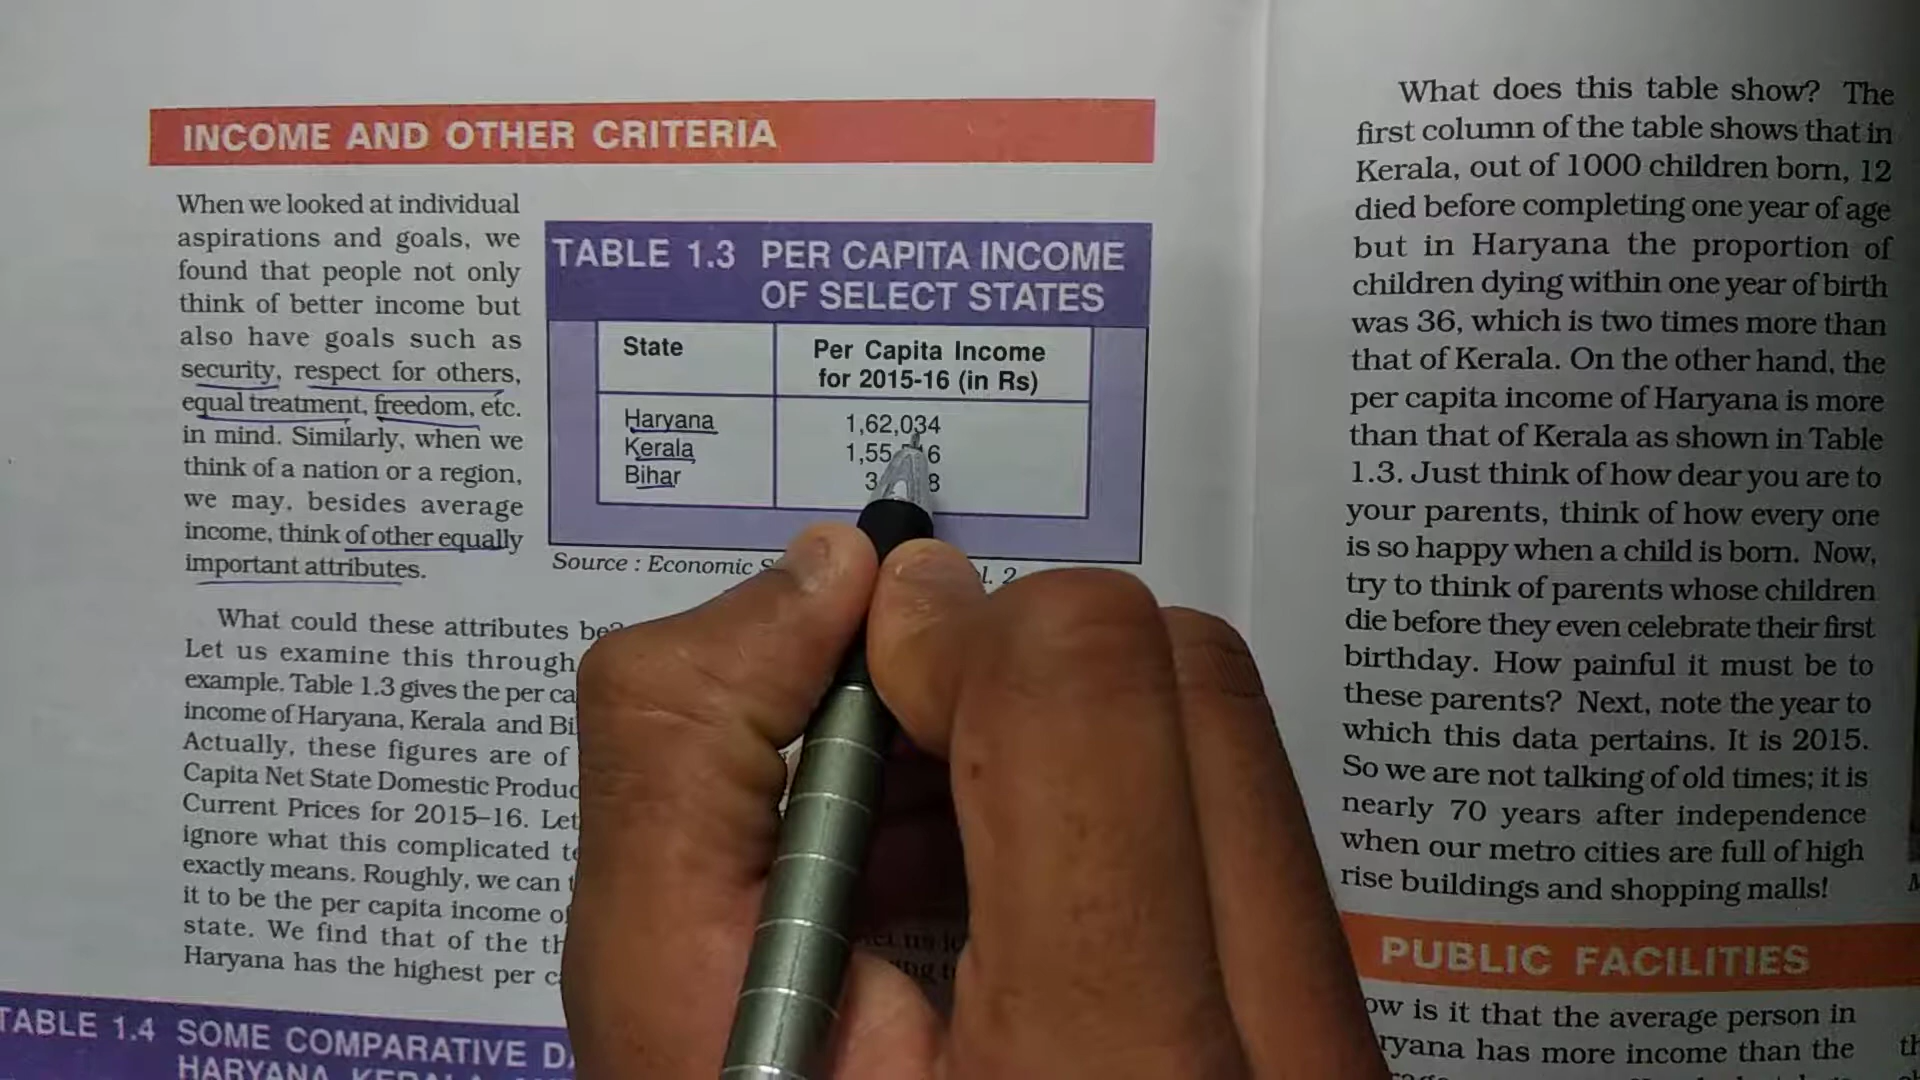 INCOME AND OTHER CRITERIA
When we looked at individual
aspirations and goals, we
found that people not only
think of better income but
also have goals such as
security, respect for others,
equal treatment, freedom, etc.
in mind. Similarly, when we
think of a nation or a region,
we may, besides average
income, think of other equally
important attributes.
TABLE 1.3 PER CAPITA INCOME
OF SELECT STATES
State Per Capita Income
for 2015-16 (in Rs)
Haryana 1,62,034
Kerala
Bihar
Source : Economic
What could these attributes be?
Let us examine this through
example. Table 1.3 gives the per
income of Haryana, Kerala and
Actually, these figures are of
Capita Net State Domestic
Current Prices for 2015–16. Let
ignore what this complicated
exactly means. Roughly, we can
it to be the per capita income
state. We find that of the
Haryana has the highest per
TABLE 1.4 SOME COMPARATIVE
HARYANA
What does this table show? The
first column of the table shows that in
Kerala, out of 1000 children born, 12
died before completing one year of age
but in Haryana the proportion of
children dying within one year of birth
was 36, which is two times more than
that of Kerala. On the other hand, the
per capita income of Haryana is more
than that of Kerala as shown in Table
1.3. Just think of how dear you are to
your parents, think of how every one
is so happy when a child is born. Now,
try to think of parents whose children
die before they even celebrate their first
birthday. How painful it must be to
these parents? Next, note the year to
which this data pertains. It is 2015.
So we are not talking of old times; it is
nearly 70 years after independence
when our metro cities are full of high
rise buildings and shopping malls!
PUBLIC FACILITIES
is it that the average person in
has more income than the